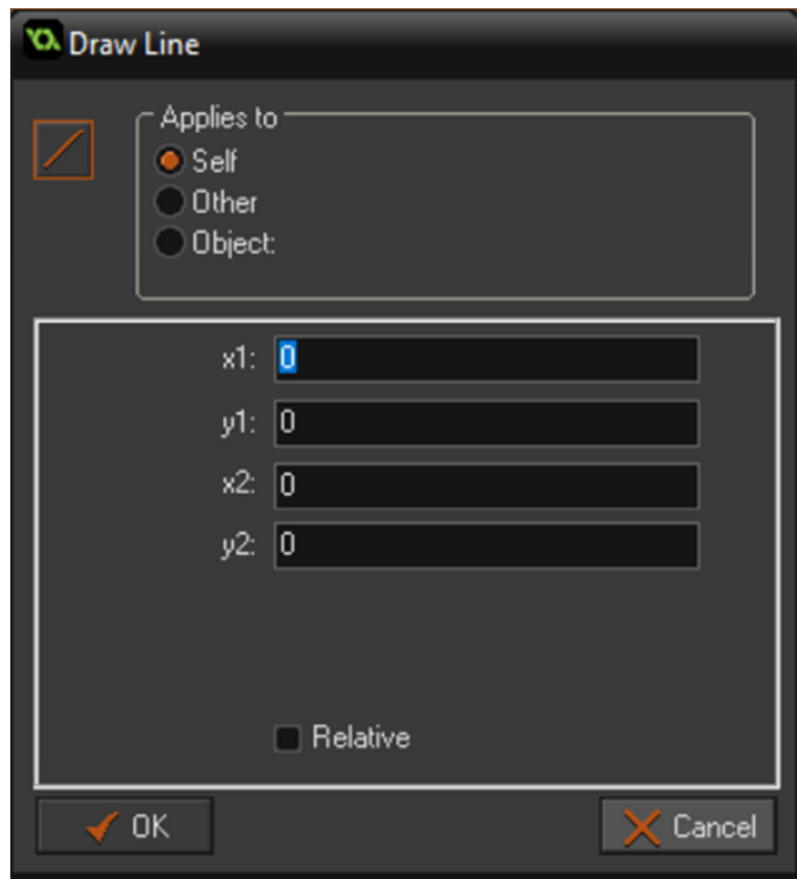 Draw Line
Applies to
Self
Other
Object:
x1: 0
y1: 0
x2: 0
y2: 0
Relative
OK Cancel